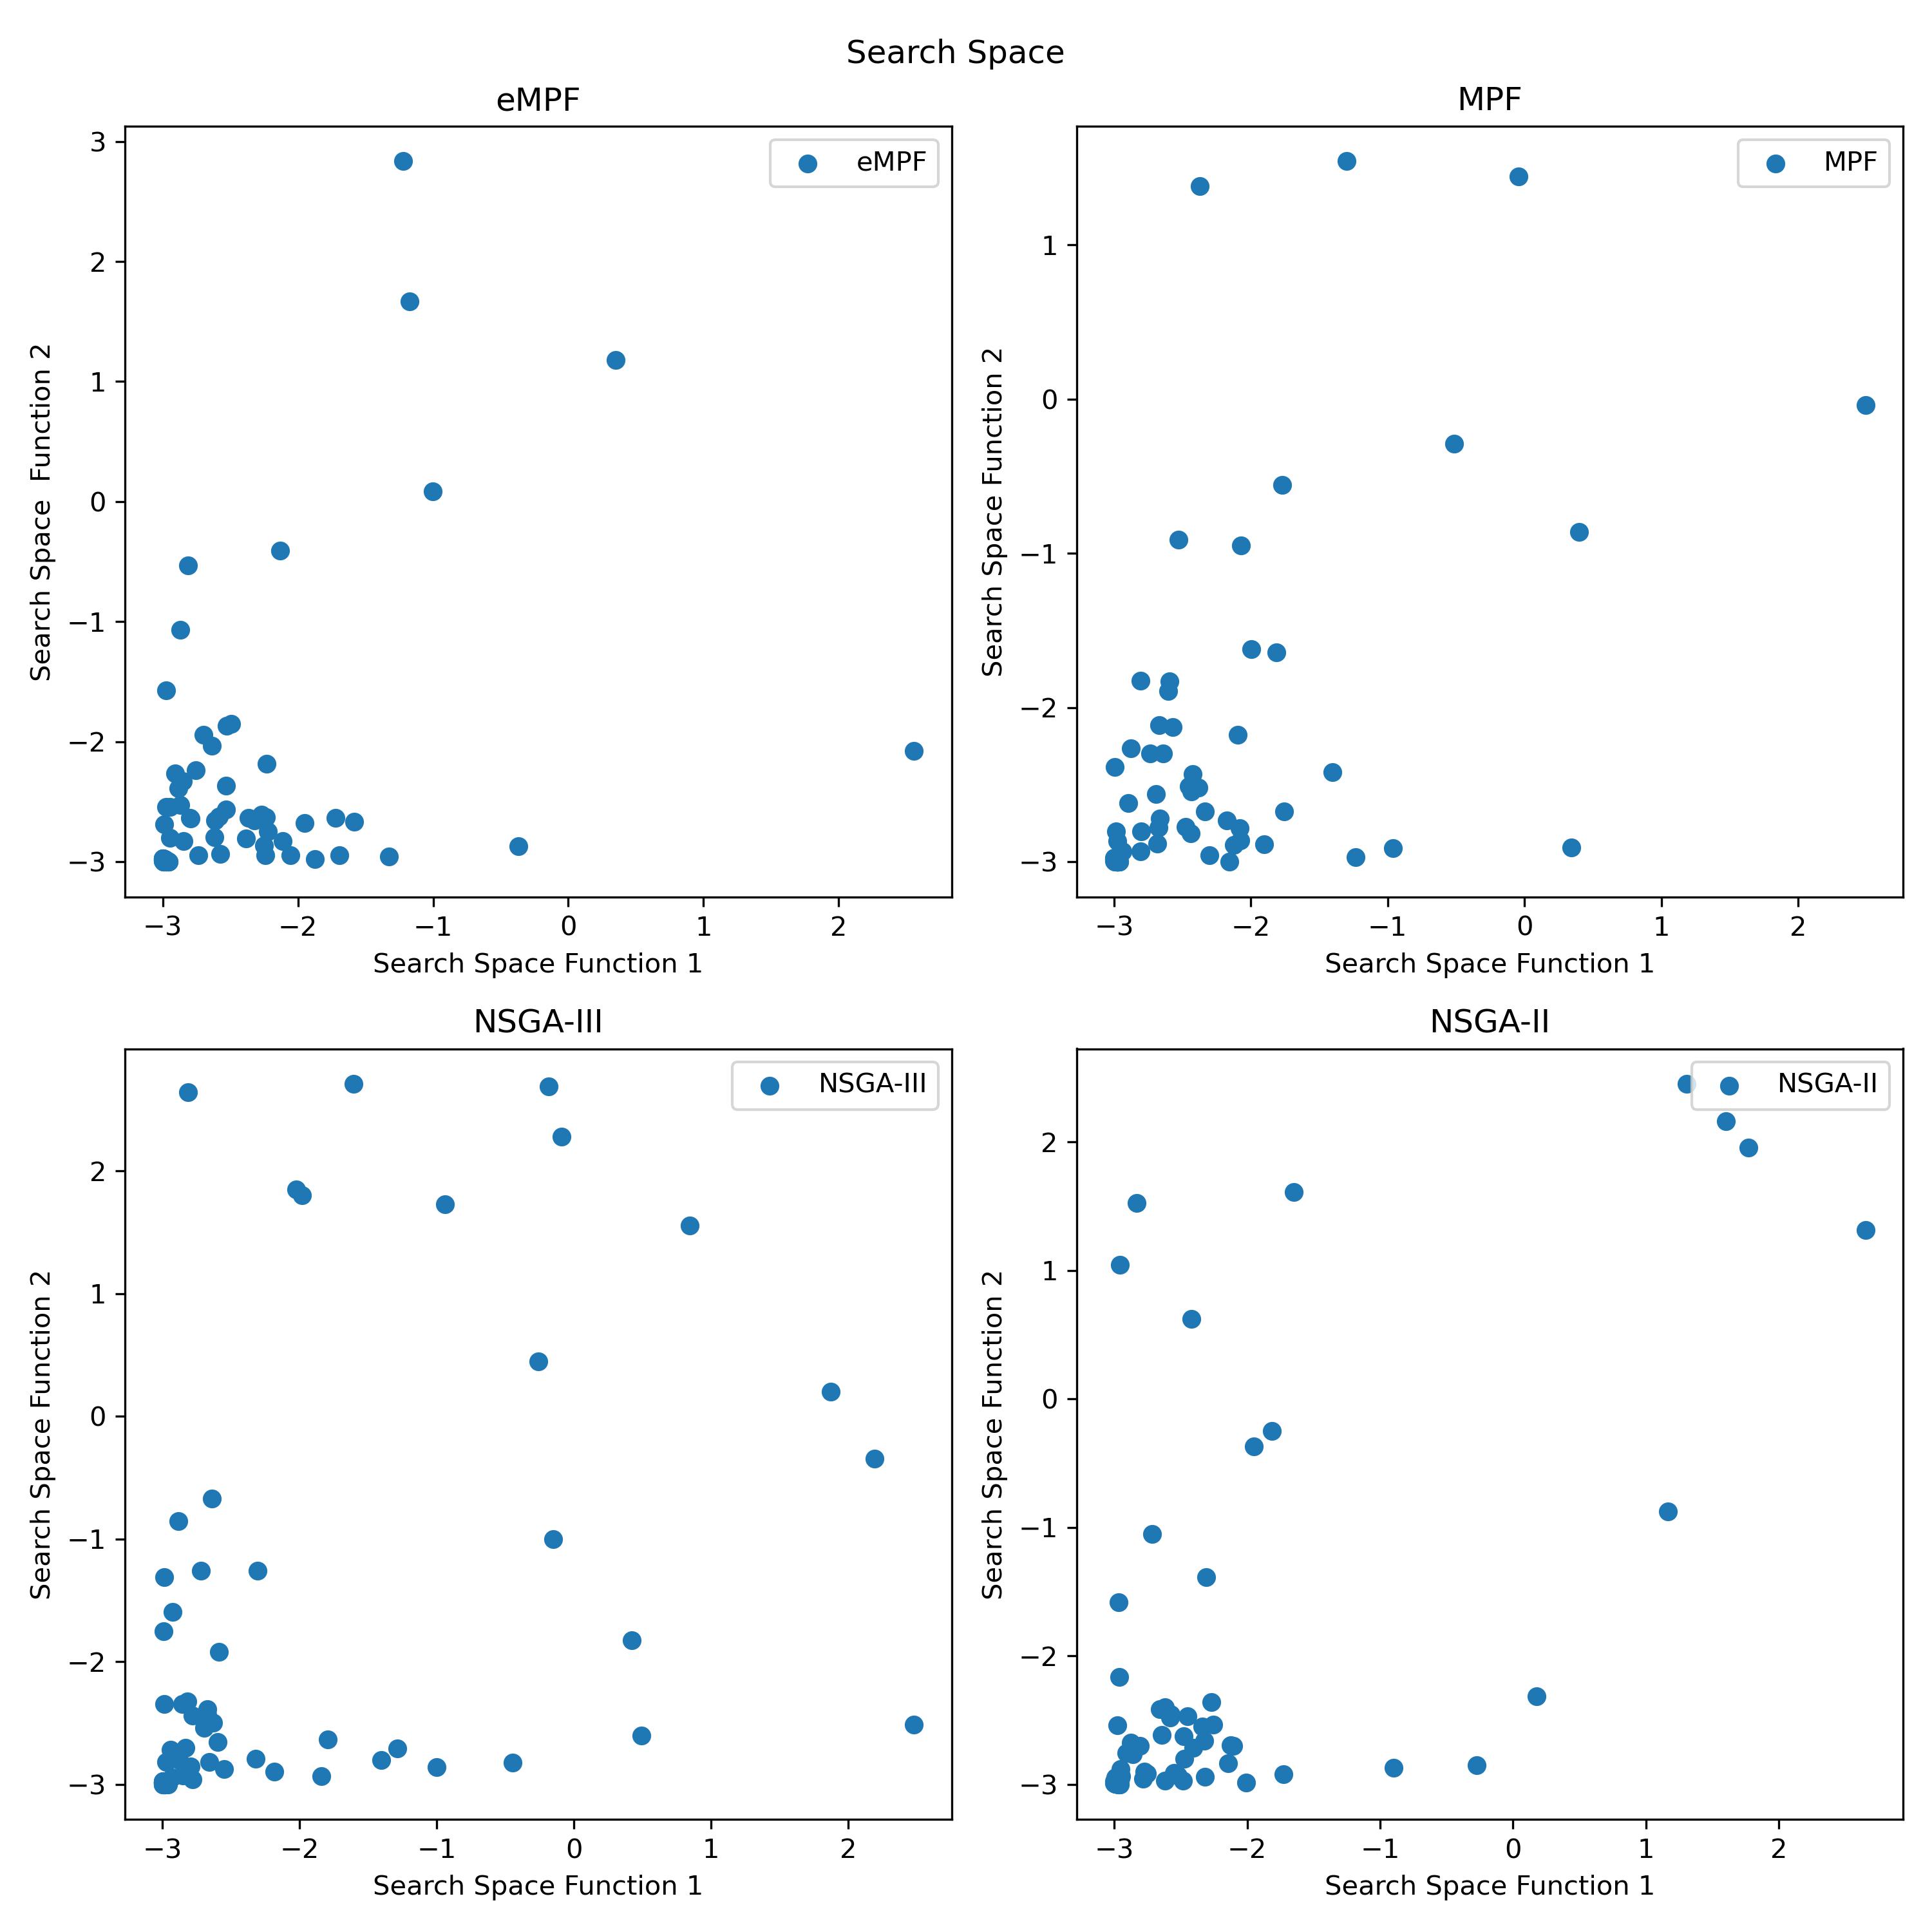 Search Space
eMPF
MPF
3
2
1
0
−1
−2
−3
Search Space  Function 2
eMPF
−3 −2 −1 0 1 2
Search Space Function 1
1
0
−1
−2
−3
Search Space Function 2
MPF
−3 −2 −1 0 1 2
Search Space Function 1
NSGA-III
NSGA-II
2
1
0
−1
−2
−3
Search Space Function 2
NSGA-III
−3 −2 −1 0 1 2
Search Space Function 1
2
1
0
−1
−2
−3
Search Space Function 2
NSGA-II
−3 −2 −1 0 1 2
Search Space Function 1